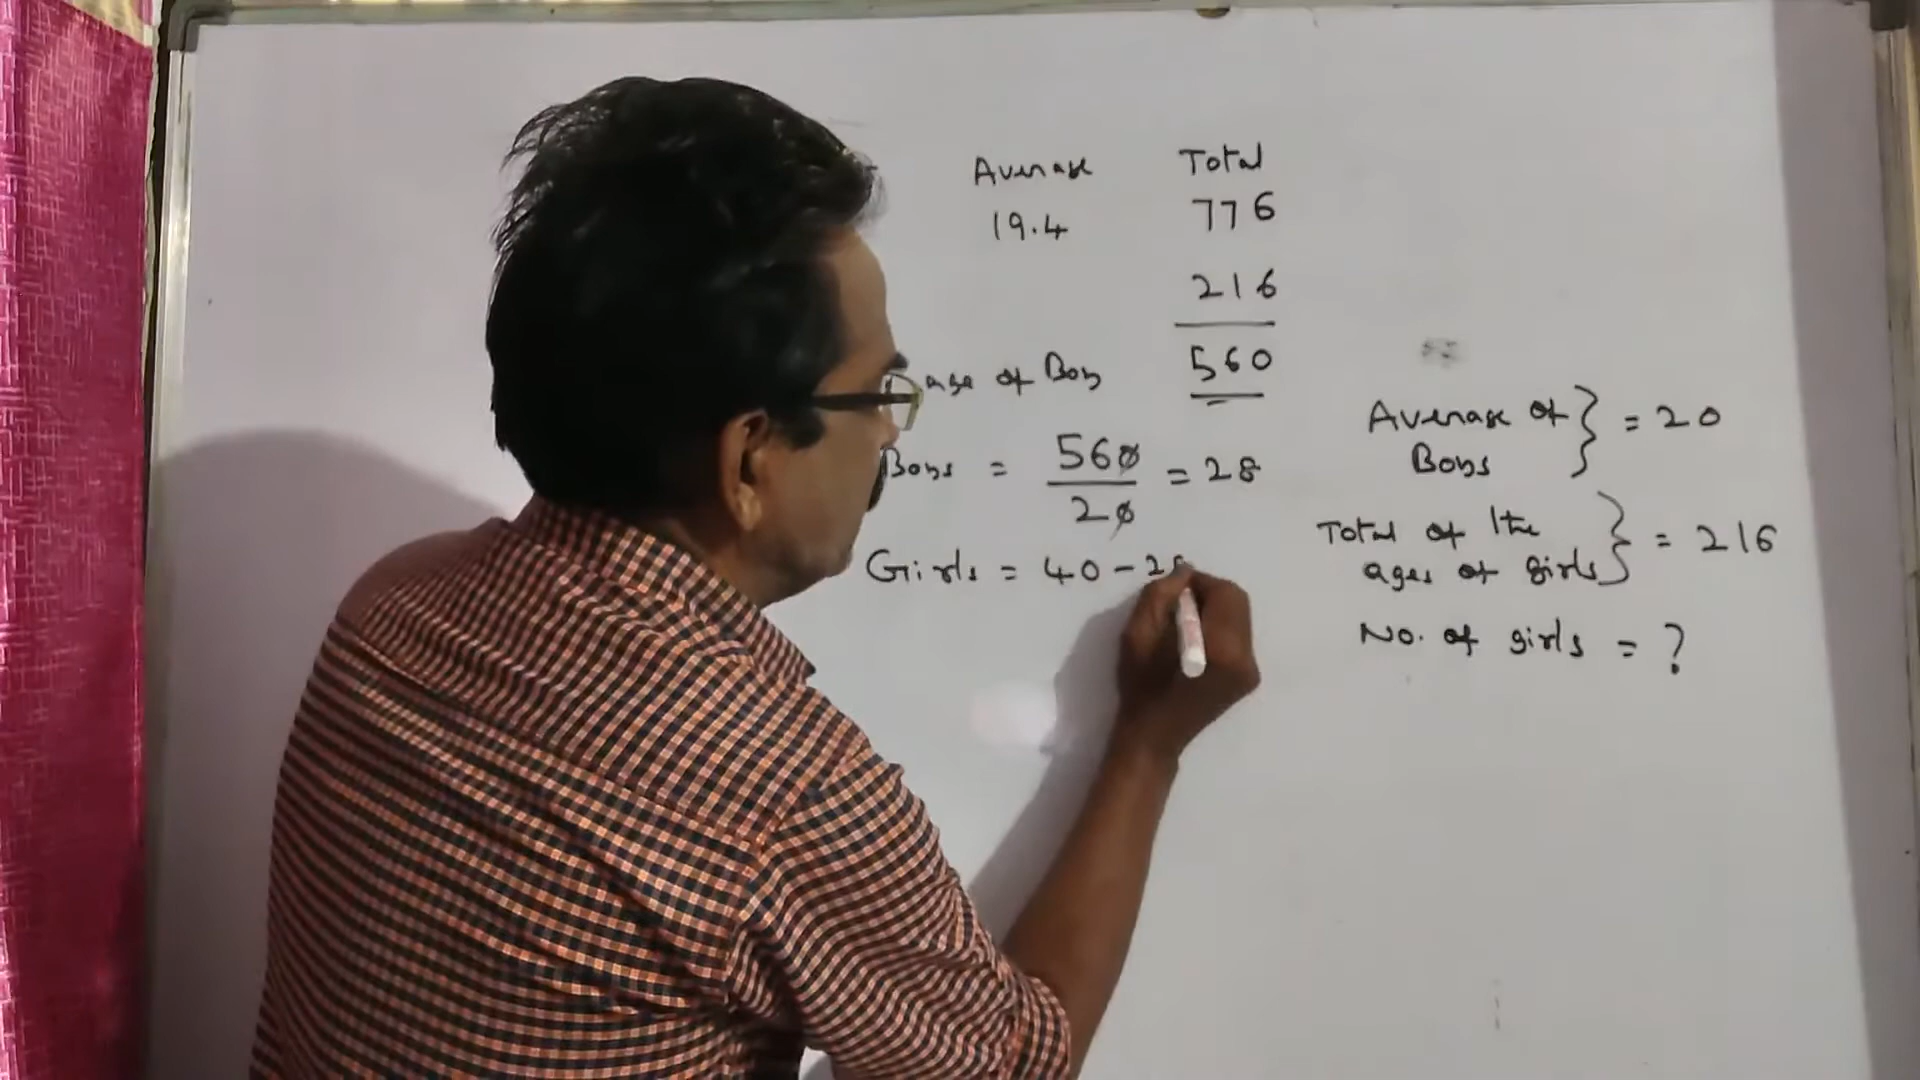 Average Total
19.4 776
216
age of Boys 560
Boys = 560/20 = 28
Girls = 40 - 28
Average of Boys } = 20
Total of the ages of girls } = 216
No. of girls = ?